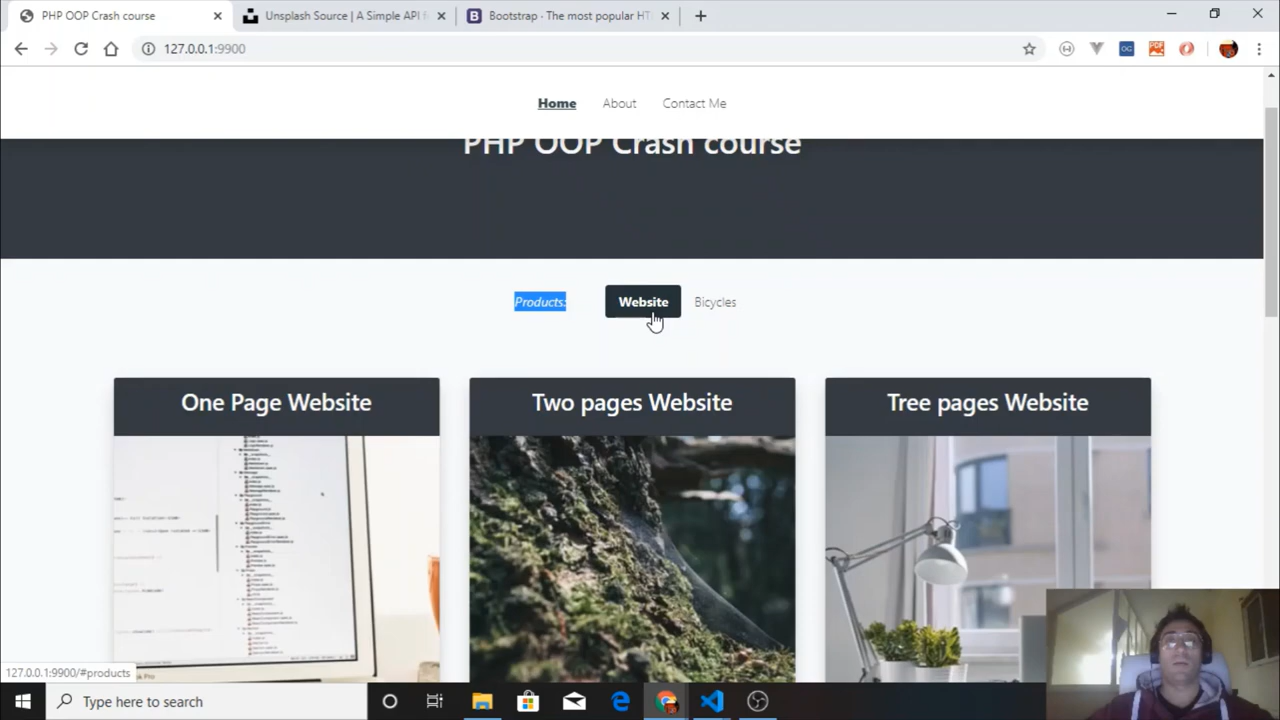 PHP OOP Crash course
Unsplash Source | A Simple API f
Bootstrap · The most popular HT
127.0.0.1:9900
Home About Contact Me
PHP OOP Crash course
Products: Website Bicycles
One Page Website
Two pages Website
Tree pages Website
127.0.0.1:9900/#products
Type here to search